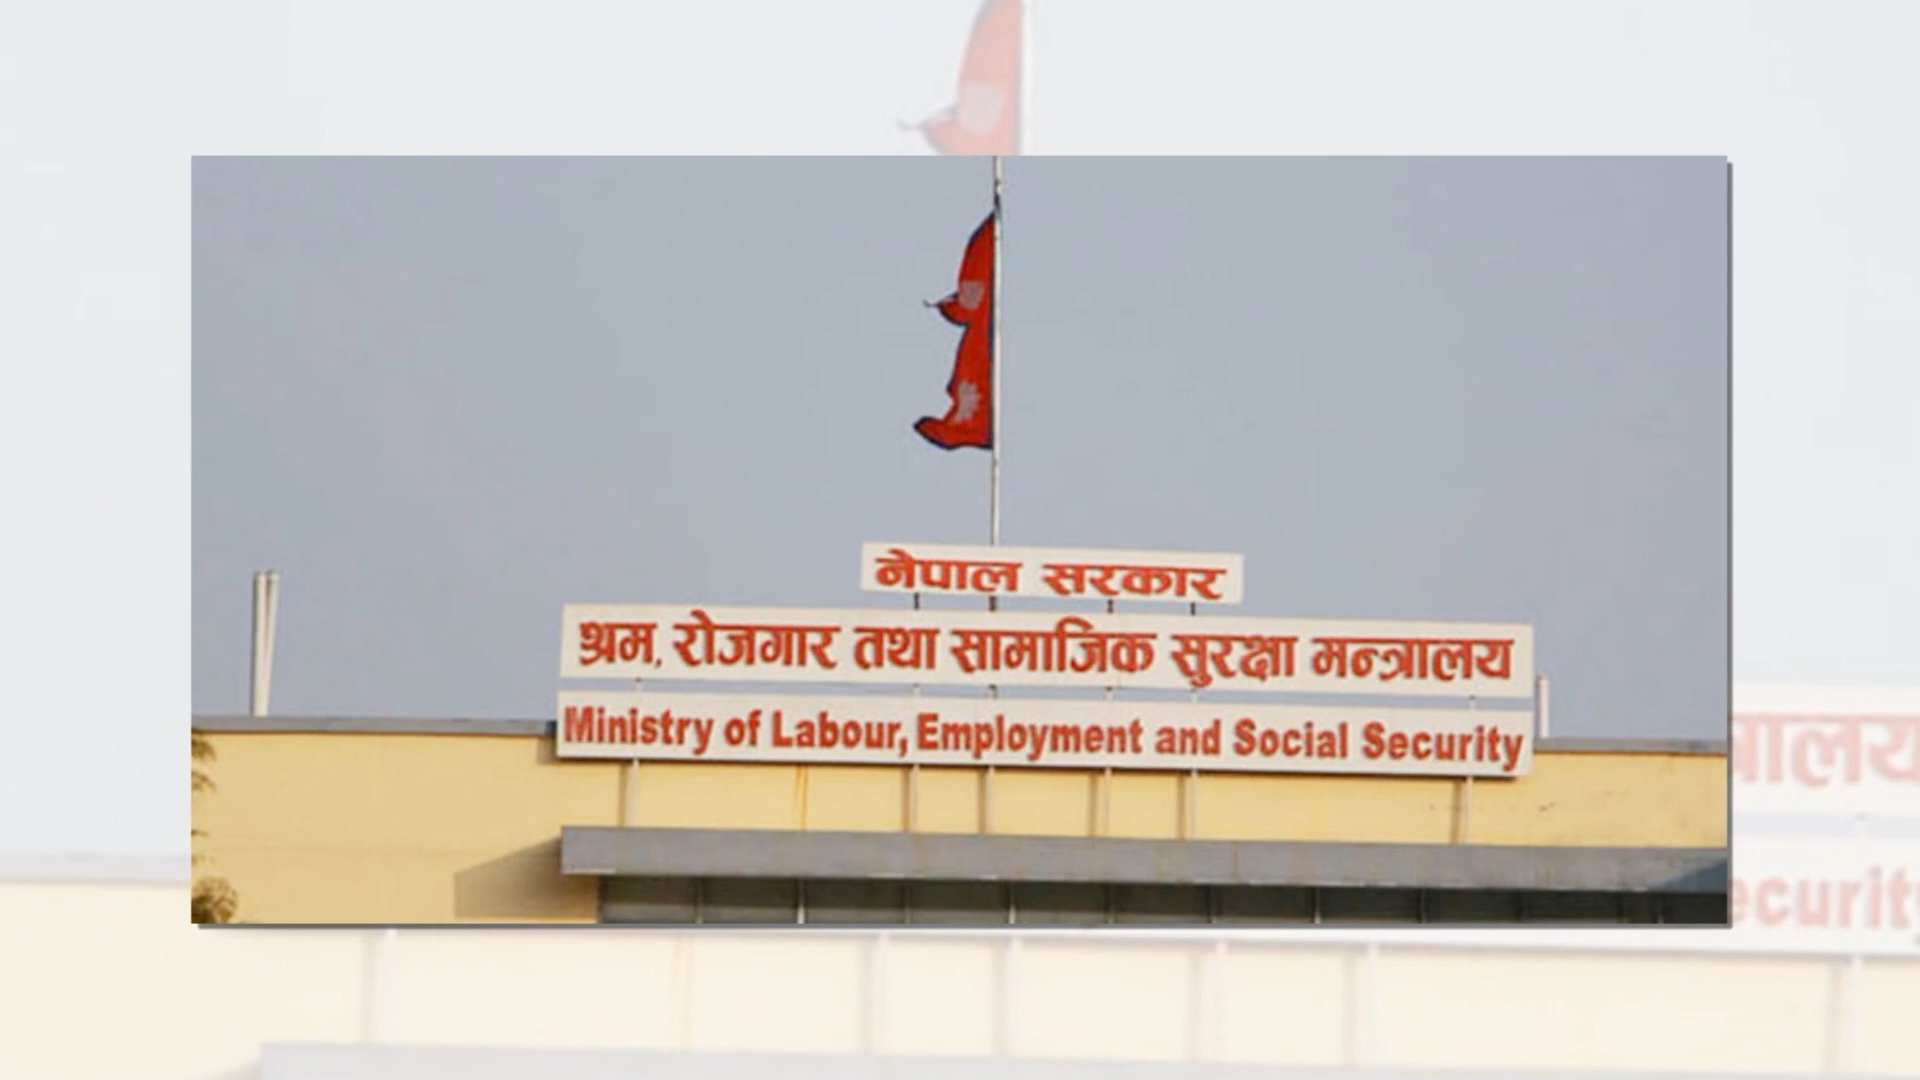 नेपाल सरकार
श्रम, रोजगार तथा सामाजिक सुरक्षा मन्त्रालय
Ministry of Labour, Employment and Social Security